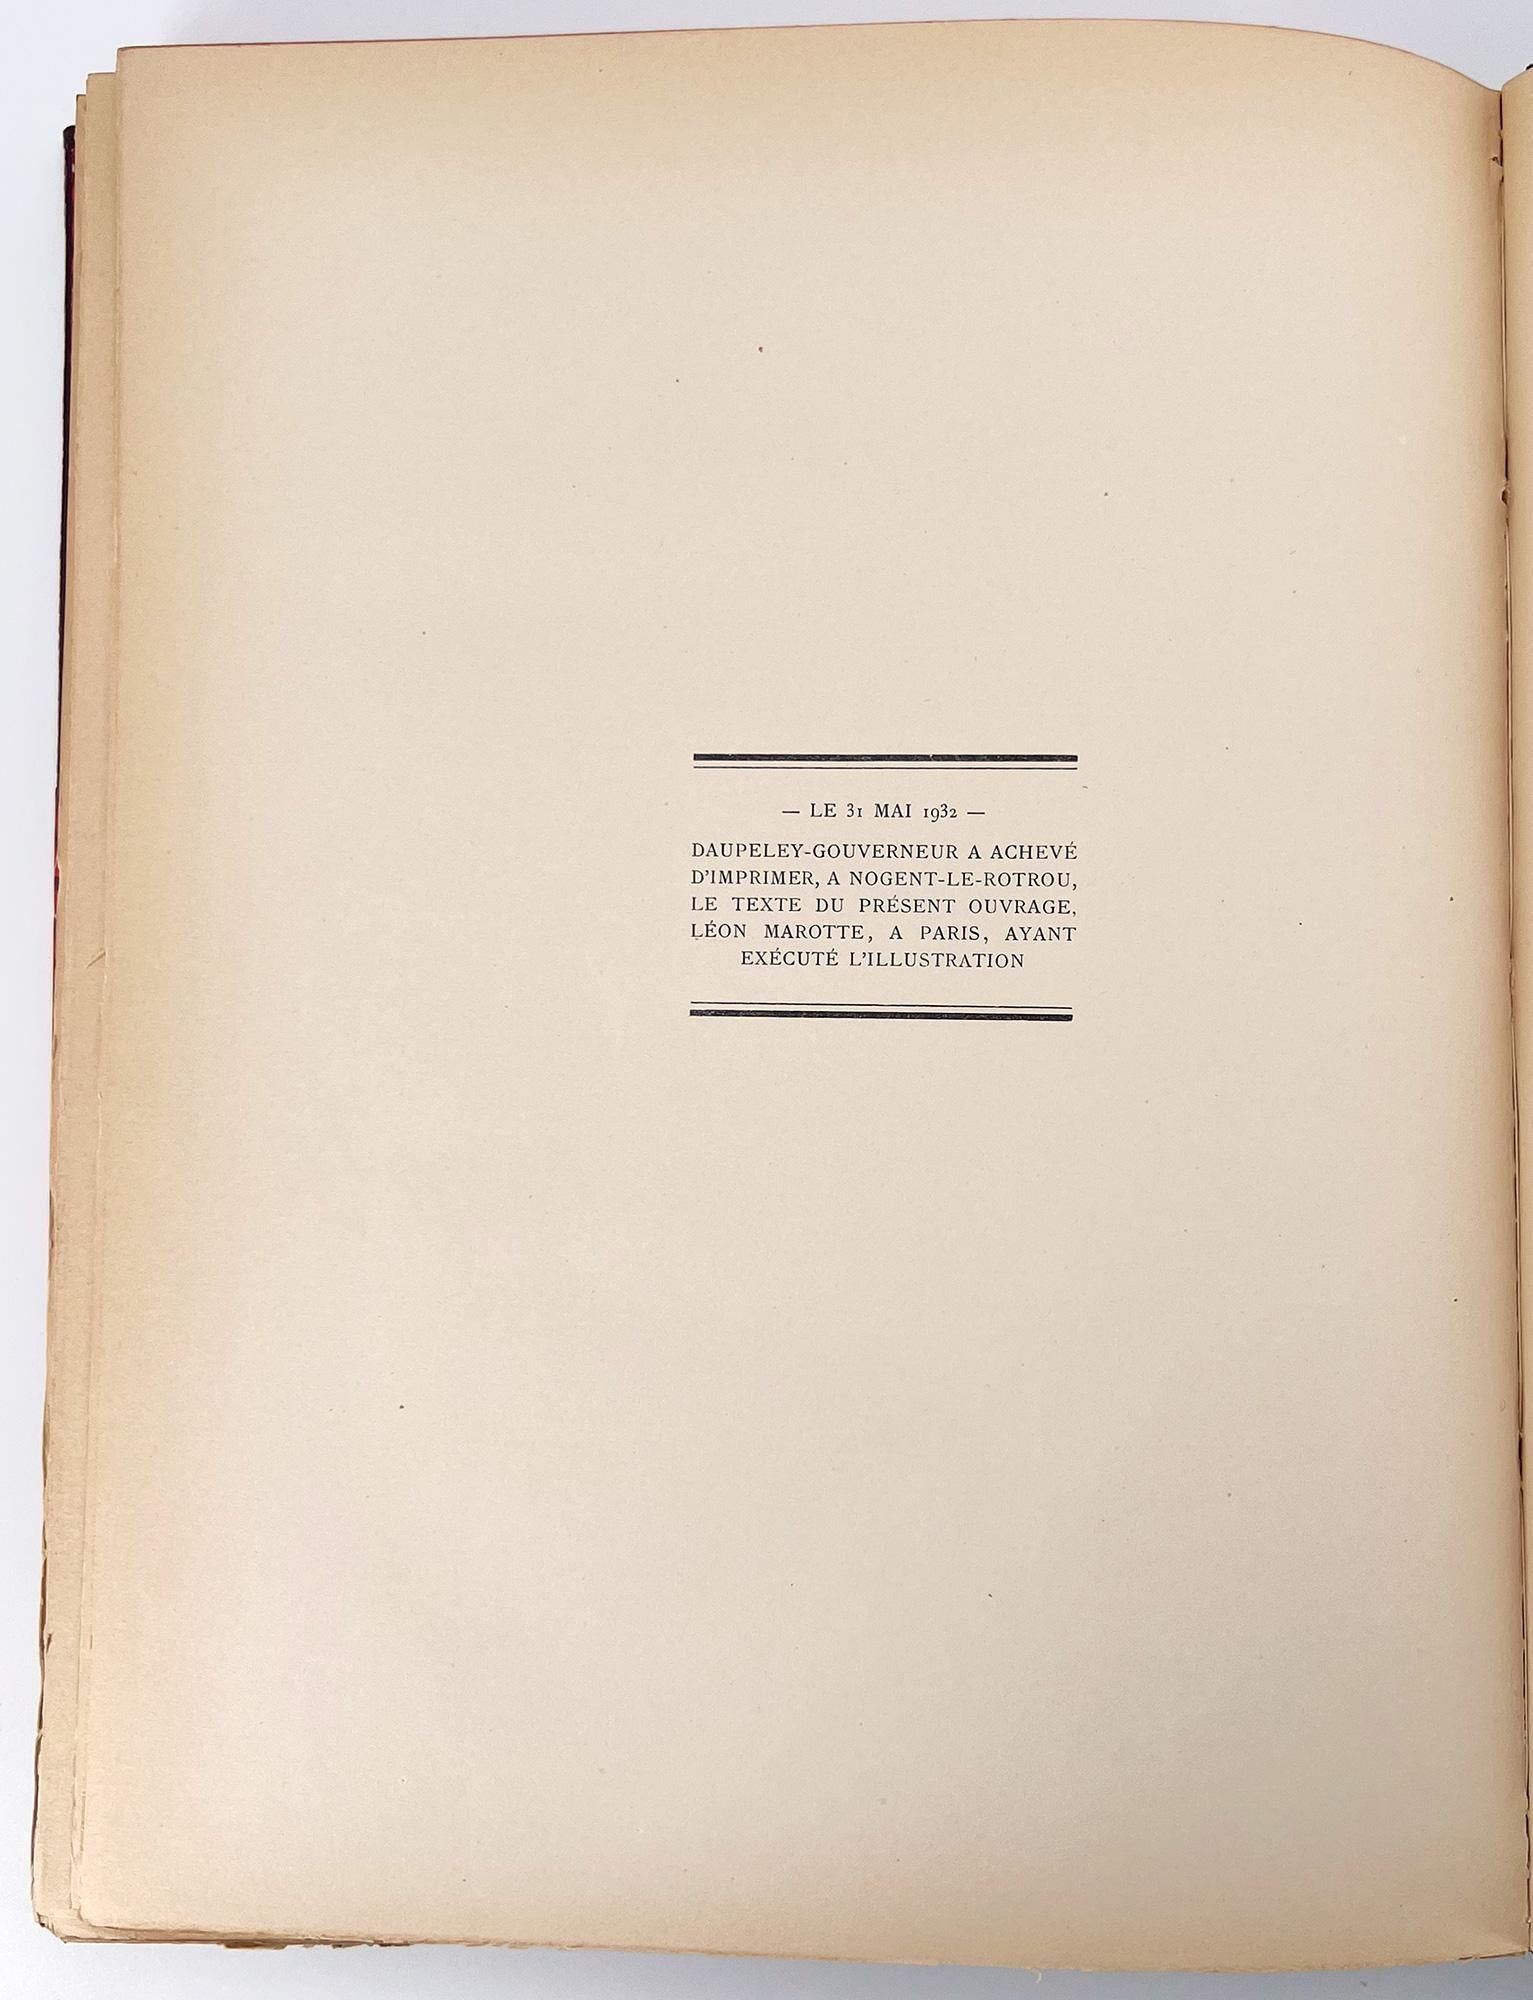 — LE 31 MAI 1932 —
DAUPELEY-GOUVERNEUR A ACHEVÉ
D'IMPRIMER, A NOGENT-LE-ROTROU,
LE TEXTE DU PRÉSENT OUVRAGE,
LÉON MAROTTE, A PARIS, AYANT
EXÉCUTÉ L'ILLUSTRATION